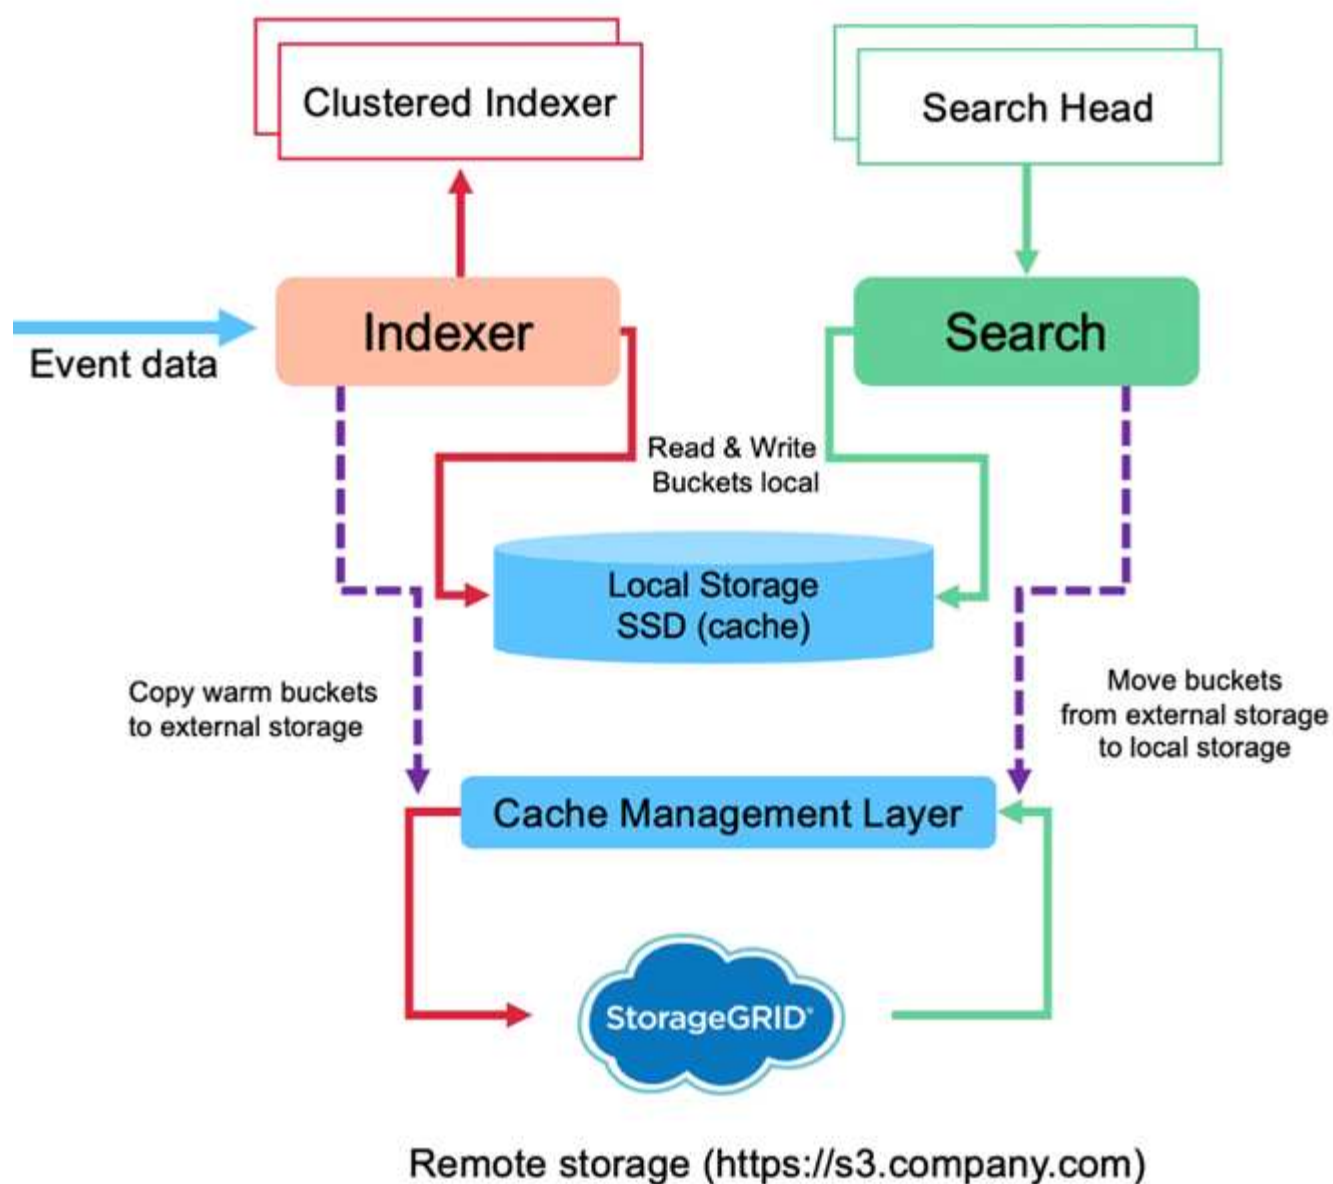 Clustered Indexer
Search Head
Event data
Indexer
Search
Read & Write
Buckets local
Local Storage
SSD (cache)
Copy warm buckets
to external storage
Move buckets
from external storage
to local storage
Cache Management Layer
StorageGRID®
Remote storage (https://s3.company.com)